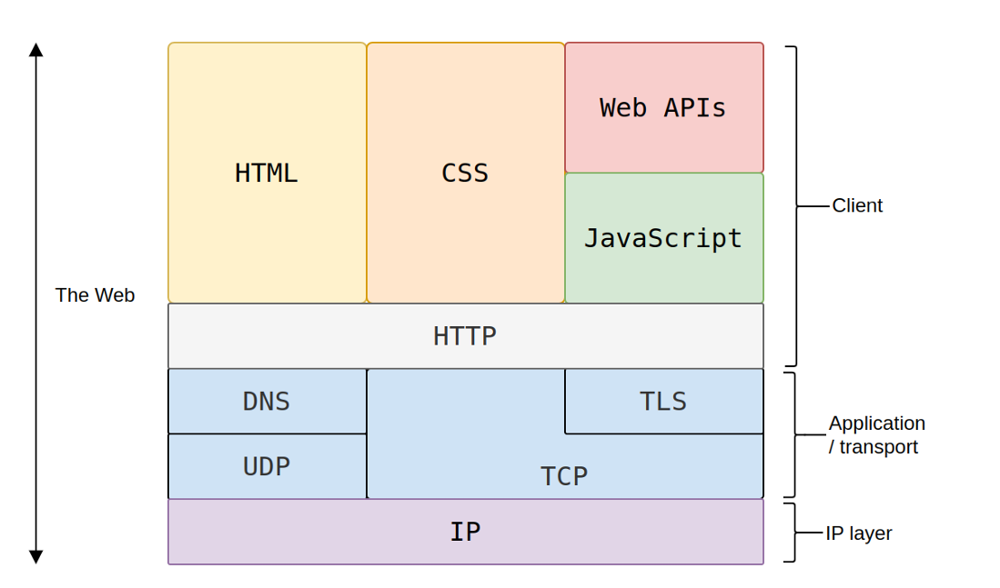 Web APIs
HTML
CSS
Client
JavaScript
The Web
HTTP
DNS
TLS
Application
/ transport
UDP
TCP
IP
IP layer